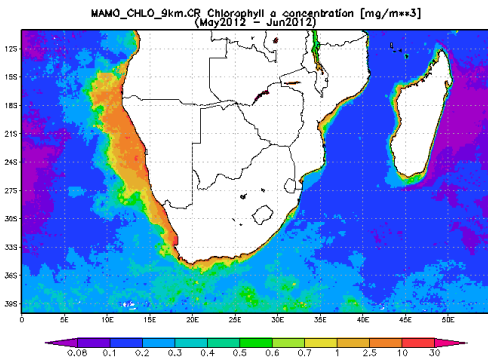 MAMO_CHLO_9km.CR Chlorophyll a concentration [mg/m**3]
(May2012 - Jun2012)
12S
15S
18S
21S
24S
27S
30S
33S
36S
39S
0 5E 10E 15E 20E 25E 30E 35E 40E 45E 50E
0.08 0.1 0.2 0.3 0.4 0.5 0.6 0.7 1 2.5 10 30